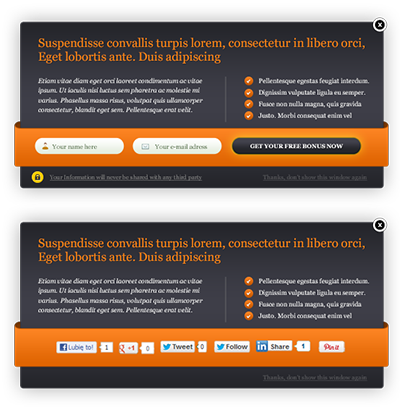 Suspendisse convallis turpis lorem, consectetur in libero orci,
Eget lobortis ante. Duis adipiscing
Etiam vitae diam eget orci laoreet condimentum ac vitae
ipsum. Ut iaculis nisi luctus sem pharetra ac molestie mi
varius. Phasellus massa risus, volutpat quis ullamcorper
consectetur, blandit eget sem. Pellentesque erat velit.
Pellentesque egestas feugiat interdum.
Dignissim vulputate ligula eu semper.
Fusce non nulla magna, quis gravida
Justo. Morbi consequat enim vel
Your name here
Your e-mail adress
GET YOUR FREE BONUS NOW
Your information will never be shared with any third party
Thanks, don't show this window again
Suspendisse convallis turpis lorem, consectetur in libero orci,
Eget lobortis ante. Duis adipiscing
Etiam vitae diam eget orci laoreet condimentum ac vitae
ipsum. Ut iaculis nisi luctus sem pharetra ac molestie mi
varius. Phasellus massa risus, volutpat quis ullamcorper
consectetur, blandit eget sem. Pellentesque erat velit.
Pellentesque egestas feugiat interdum.
Dignissim vulputate ligula eu semper.
Fusce non nulla magna, quis gravida
Justo. Morbi consequat enim vel
Lubię to! 1 +1 0 Tweet 0 Follow Share 1 Pin it
Thanks, don't show this window again